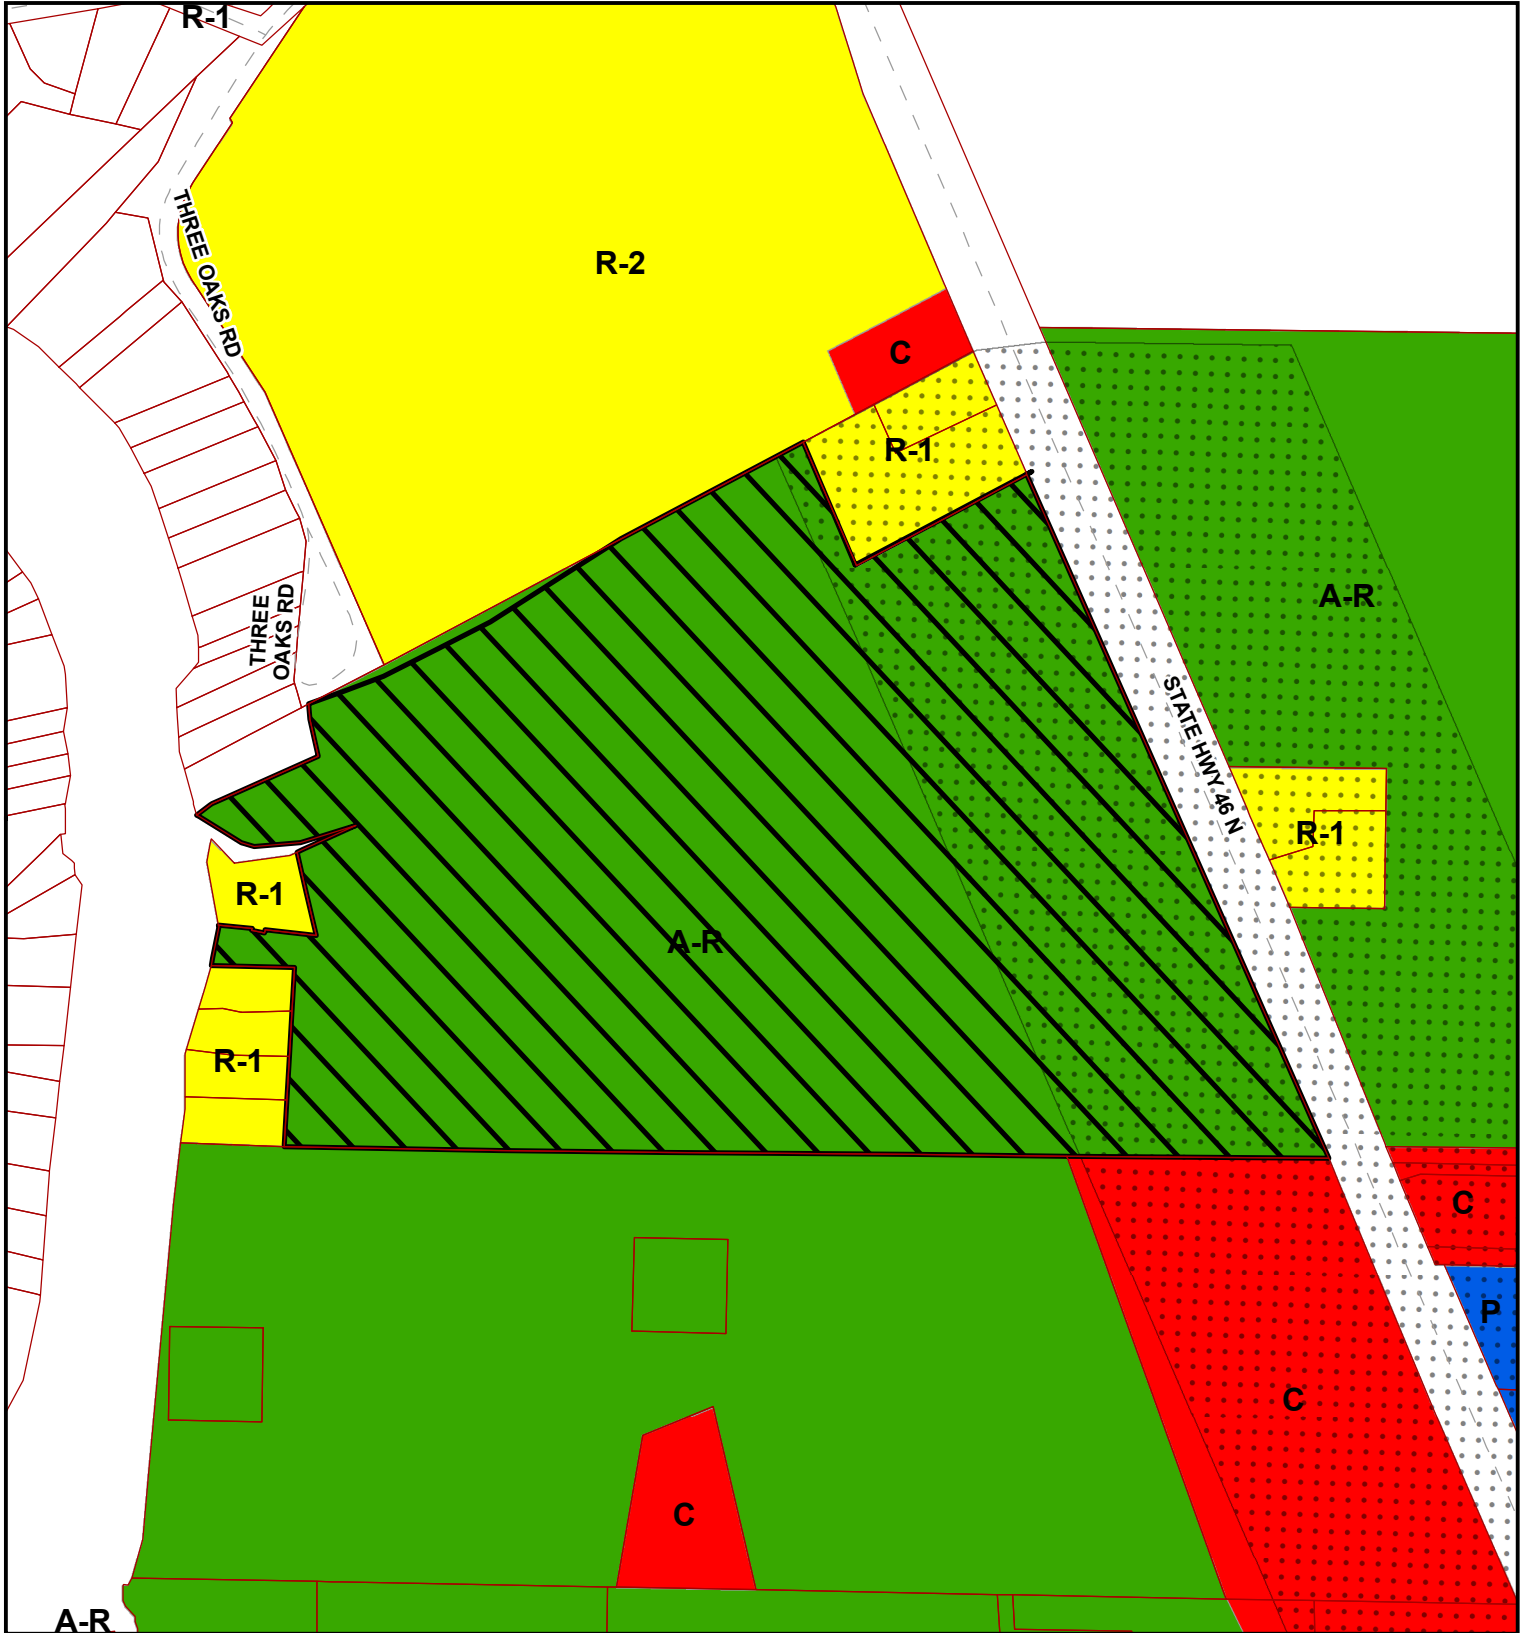 R-1
THREE OAKS RD
R-2
C
R-1
A-R
THREE
OAKS RD
STATE HWY 46 N
R-1
R-1
A-R
R-1
C
P
C
C
A-R